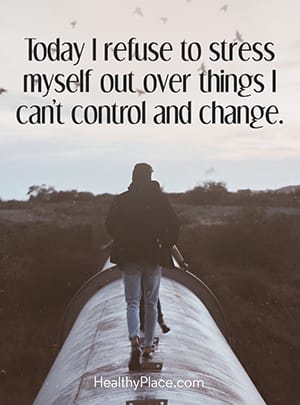 Today I refuse to stress
myself out over things I
can't control and change.
HealthyPlace.com